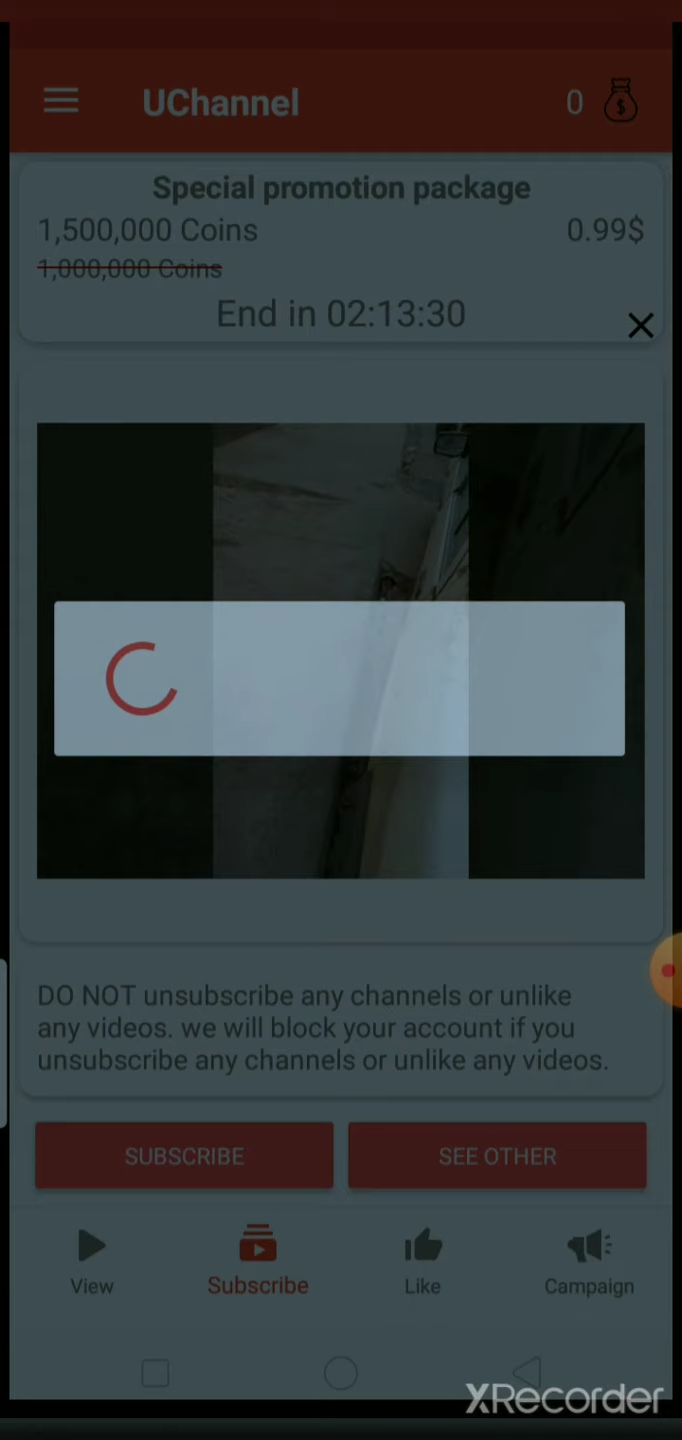 UChannel
0
Special promotion package
1,500,000 Coins 0.99$
1,000,000 Coins
End in 02:13:30
DO NOT unsubscribe any channels or unlike
any videos. we will block your account if you
unsubscribe any channels or unlike any videos.
SUBSCRIBE SEE OTHER
View Subscribe Like Campaign
XRecorder